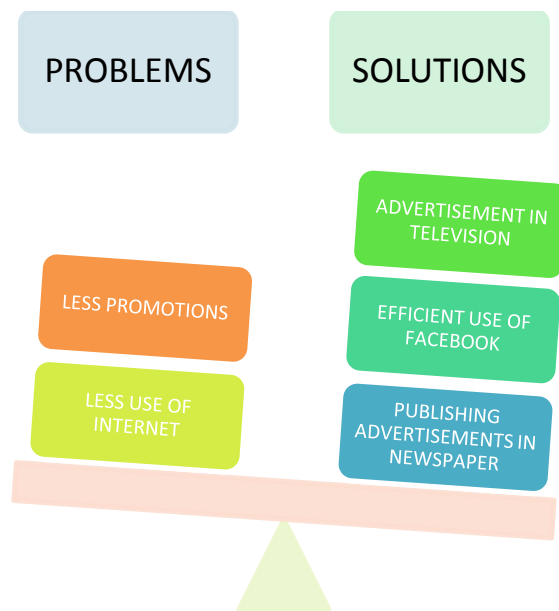 PROBLEMS
SOLUTIONS
LESS PROMOTIONS
LESS USE OF
INTERNET
ADVERTISEMENT IN
TELEVISION
EFFICIENT USE OF
FACEBOOK
PUBLISHING
ADVERTISEMENTS IN
NEWSPAPER